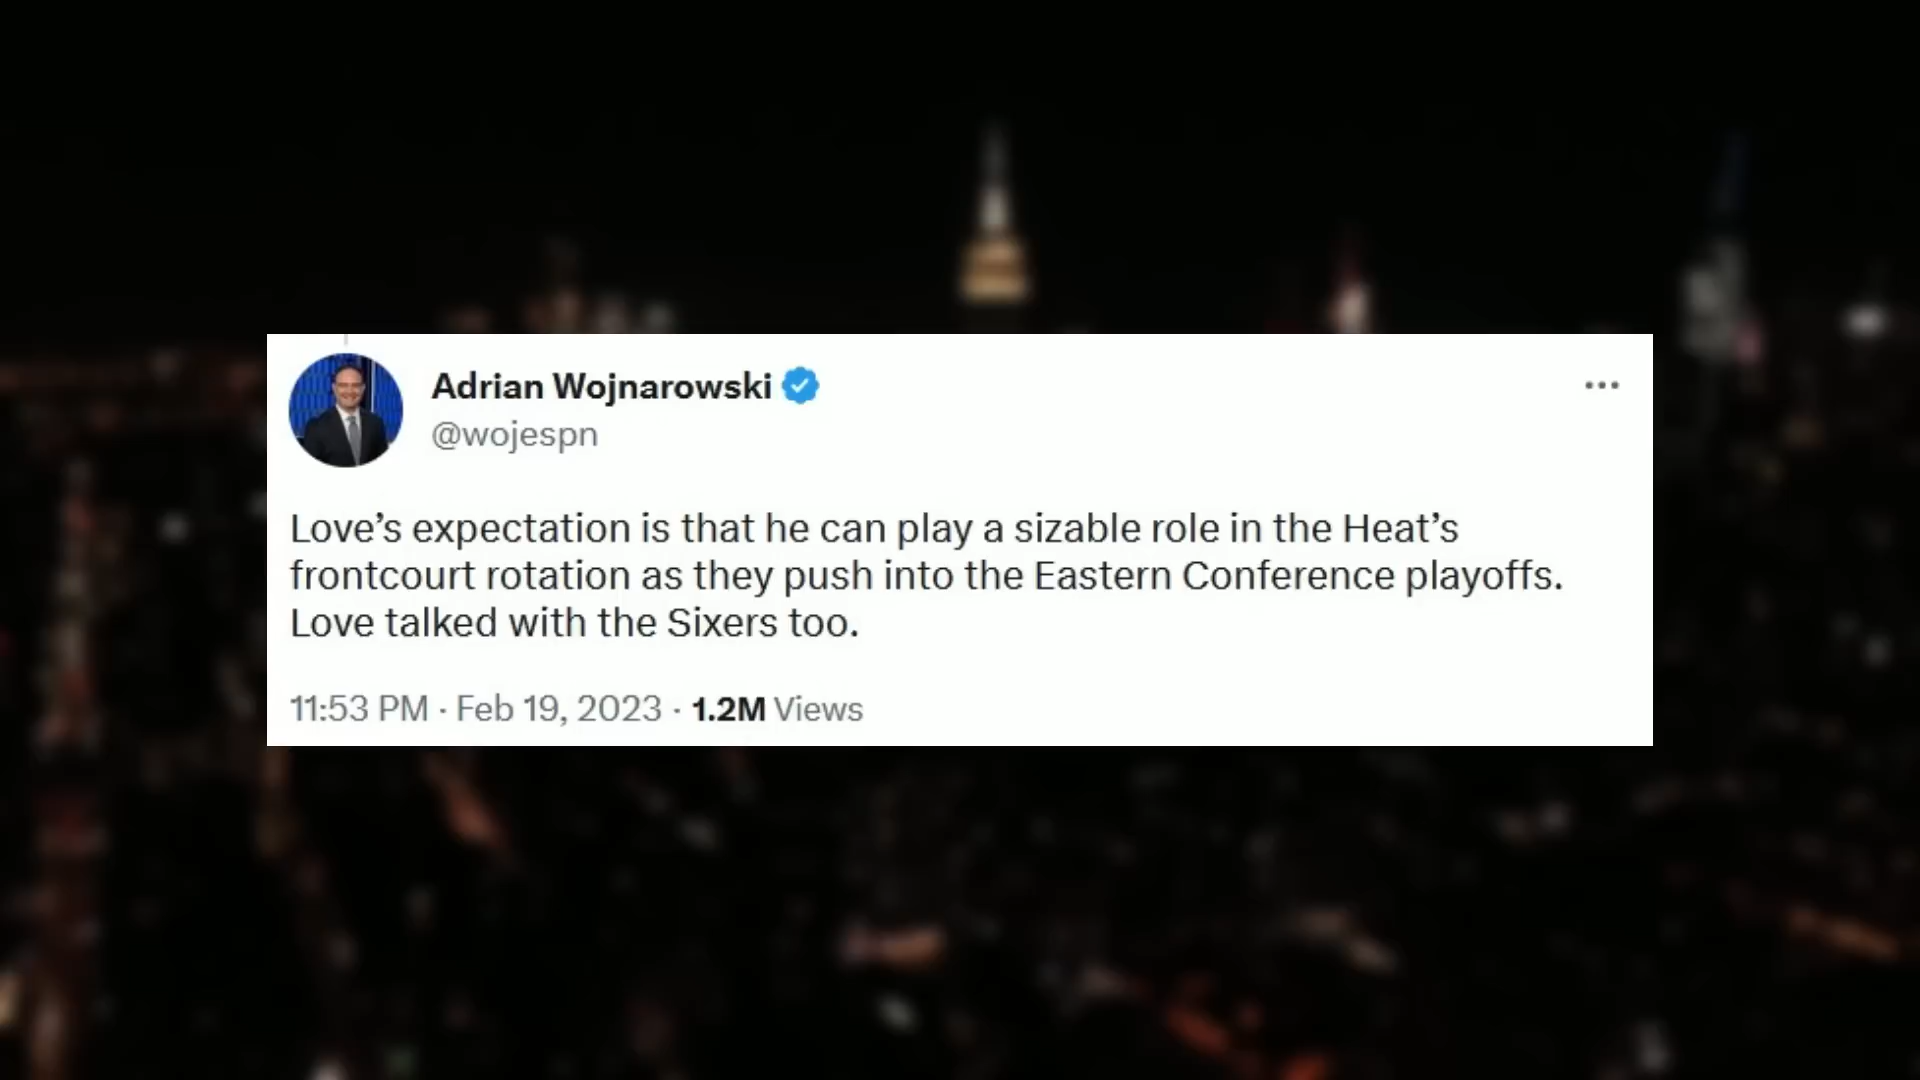 Adrian Wojnarowski
@wojespn
Love’s expectation is that he can play a sizable role in the Heat’s
frontcourt rotation as they push into the Eastern Conference playoffs.
Love talked with the Sixers too.
11:53 PM · Feb 19, 2023 · 1.2M Views